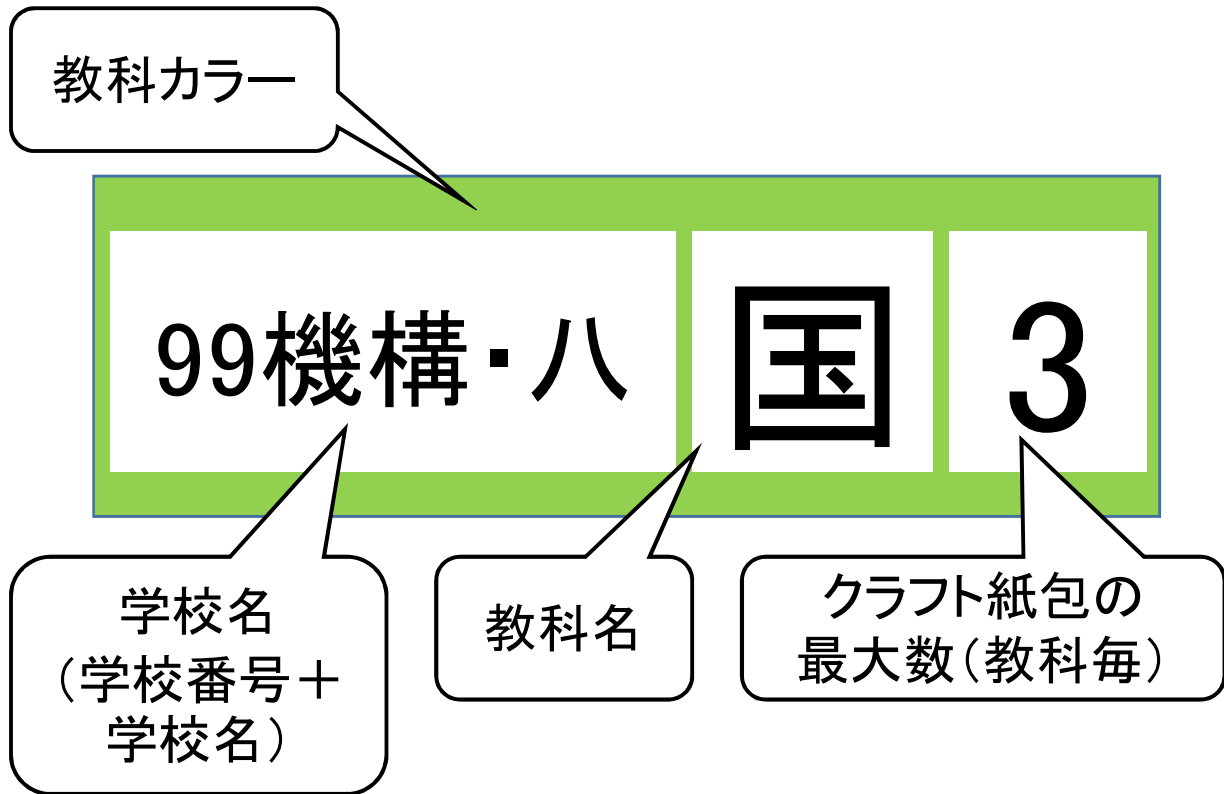 教科カラー
99機構・八 国 3
学校名
（学校番号＋
学校名）
教科名
クラフト紙包の
最大数（教科毎）